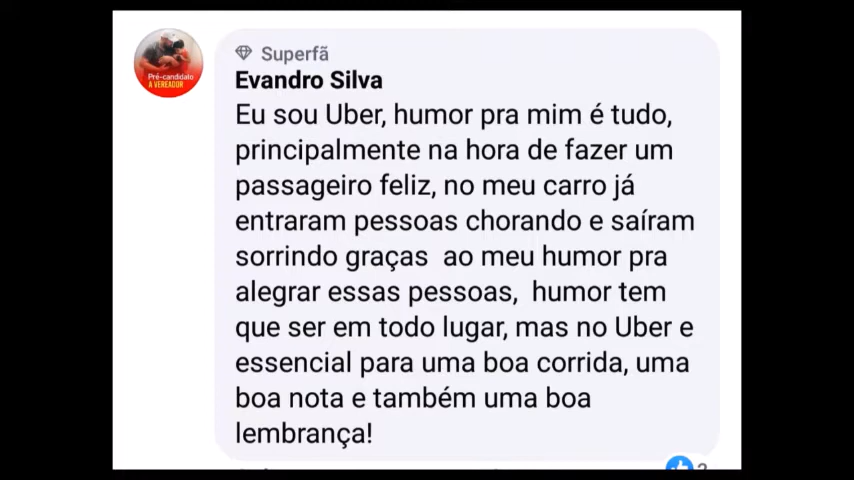 Superfã
Evandro Silva
Pré-candidato
A VEREADOR
Eu sou Uber, humor pra mim é tudo,
principalmente na hora de fazer um
passageiro feliz, no meu carro já
entraram pessoas chorando e saíram
sorrindo graças  ao meu humor pra
alegrar essas pessoas,  humor tem
que ser em todo lugar, mas no Uber e
essencial para uma boa corrida, uma
boa nota e também uma boa
lembrança!